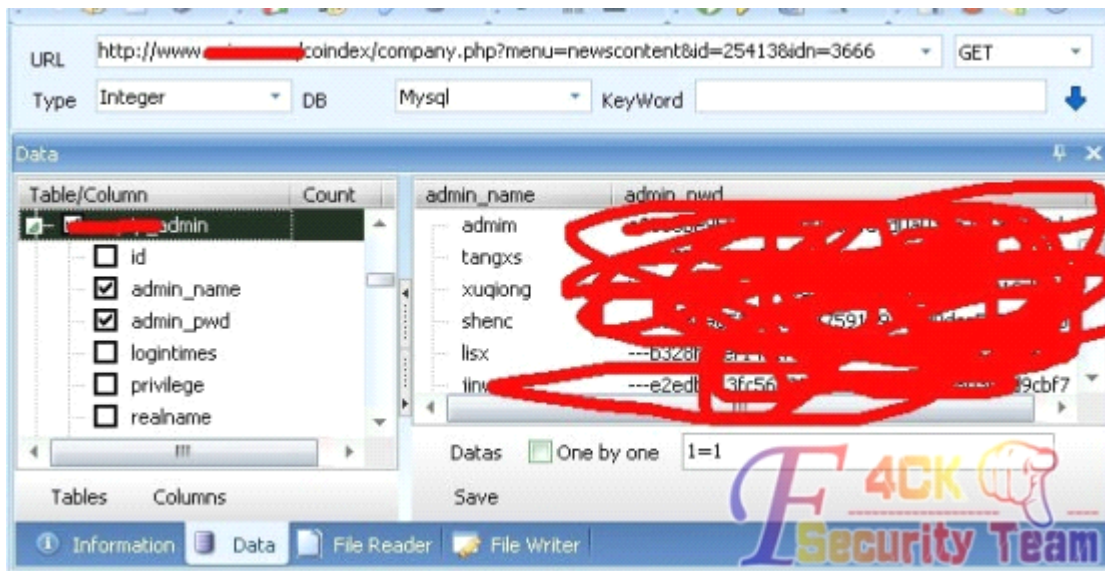 URL http://www. /coindex/company.php?menu=newscontent&id=25413&idn=3666 GET
Type Integer DB Mysql KeyWord
Data
Table/Column Count admin_name admin_pwd
_admin admim
id tangxs
admin_name xuqiong
admin_pwd shenc
logintimes lisx
privilege
realname
Datas One by one 1=1
Tables Columns Save
Information Data File Reader File Writer
F4CK
Security Team